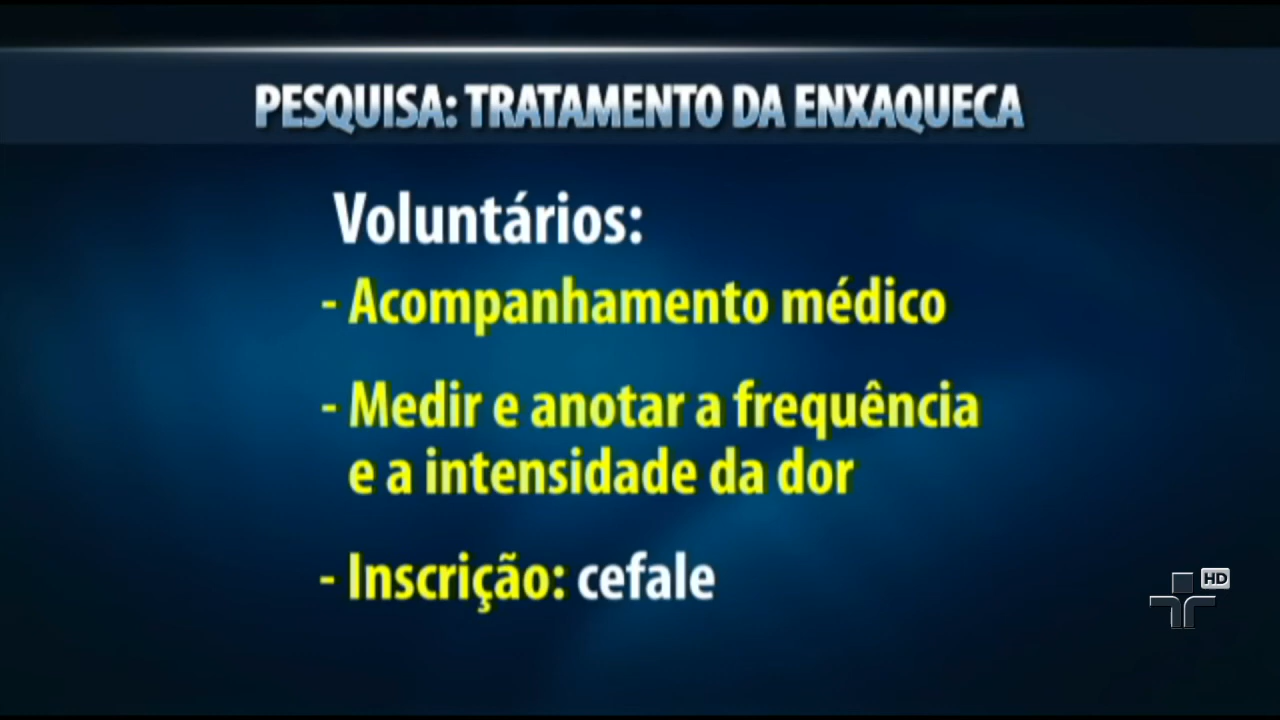 PESQUISA: TRATAMENTO DA ENXAQUECA
Voluntários:
- Acompanhamento médico
- Medir e anotar a frequência
e a intensidade da dor
- Inscrição: cefale
HD